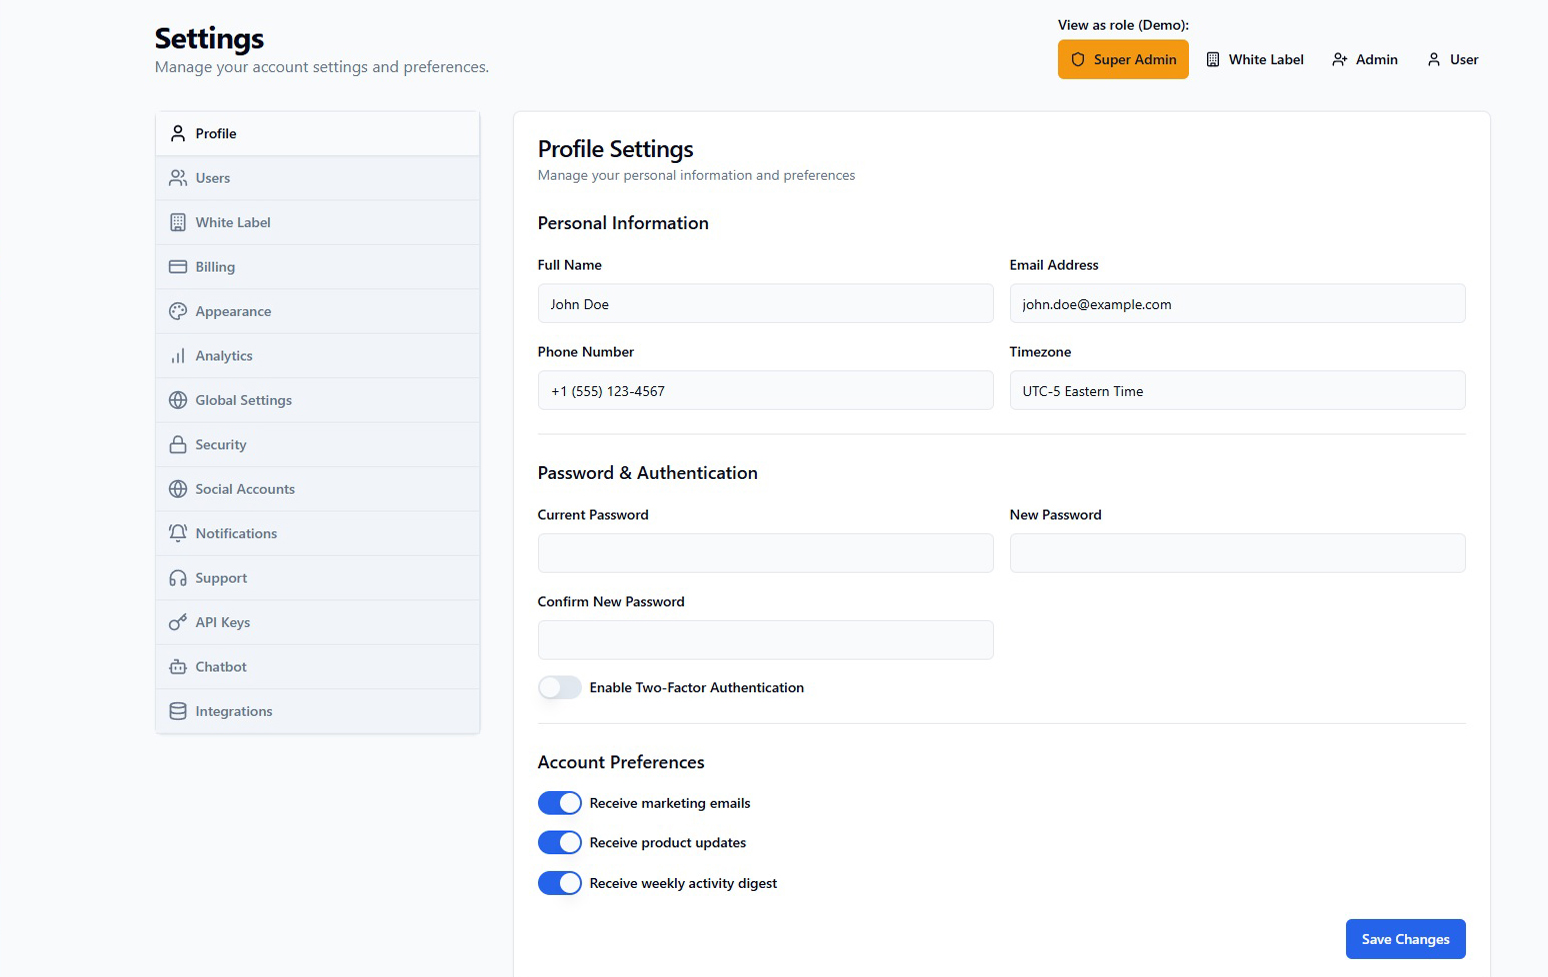 Settings
Manage your account settings and preferences.
View as role (Demo):
Super Admin
White Label
Admin
User
Profile
Users
White Label
Billing
Appearance
Analytics
Global Settings
Security
Social Accounts
Notifications
Support
API Keys
Chatbot
Integrations
Profile Settings
Manage your personal information and preferences
Personal Information
Full Name
John Doe
Email Address
john.doe@example.com
Phone Number
+1 (555) 123-4567
Timezone
UTC-5 Eastern Time
Password & Authentication
Current Password
New Password
Confirm New Password
Enable Two-Factor Authentication
Account Preferences
Receive marketing emails
Receive product updates
Receive weekly activity digest
Save Changes